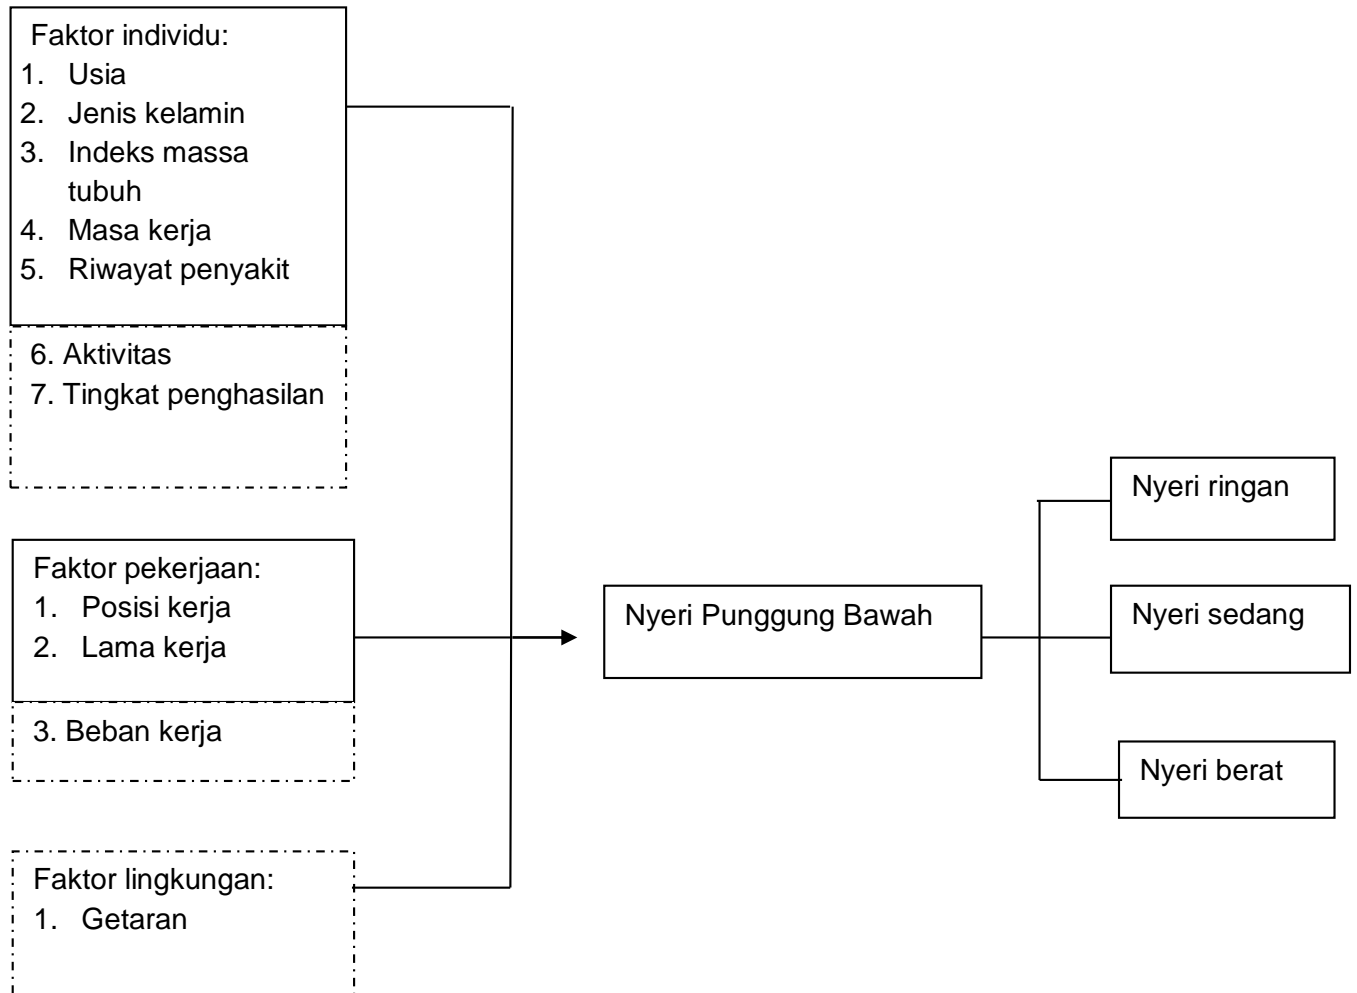 Faktor individu:
1. Usia
2. Jenis kelamin
3. Indeks massa
tubuh
4. Masa kerja
5. Riwayat penyakit
6. Aktivitas
7. Tingkat penghasilan
Faktor pekerjaan:
1. Posisi kerja
2. Lama kerja
3. Beban kerja
Faktor lingkungan:
1. Getaran
Nyeri Punggung Bawah
Nyeri ringan
Nyeri sedang
Nyeri berat